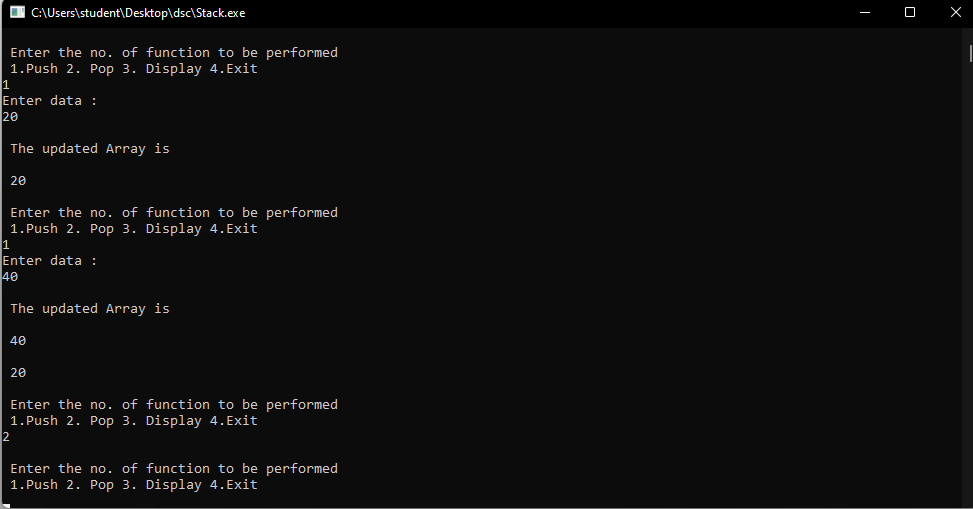 C:\Users\student\Desktop\dsc\Stack.exe
Enter the no. of function to be performed
1.Push 2. Pop 3. Display 4.Exit
1
Enter data :
20
The updated Array is
20
Enter the no. of function to be performed
1.Push 2. Pop 3. Display 4.Exit
1
Enter data :
40
The updated Array is
40
20
Enter the no. of function to be performed
1.Push 2. Pop 3. Display 4.Exit
2
Enter the no. of function to be performed
1.Push 2. Pop 3. Display 4.Exit